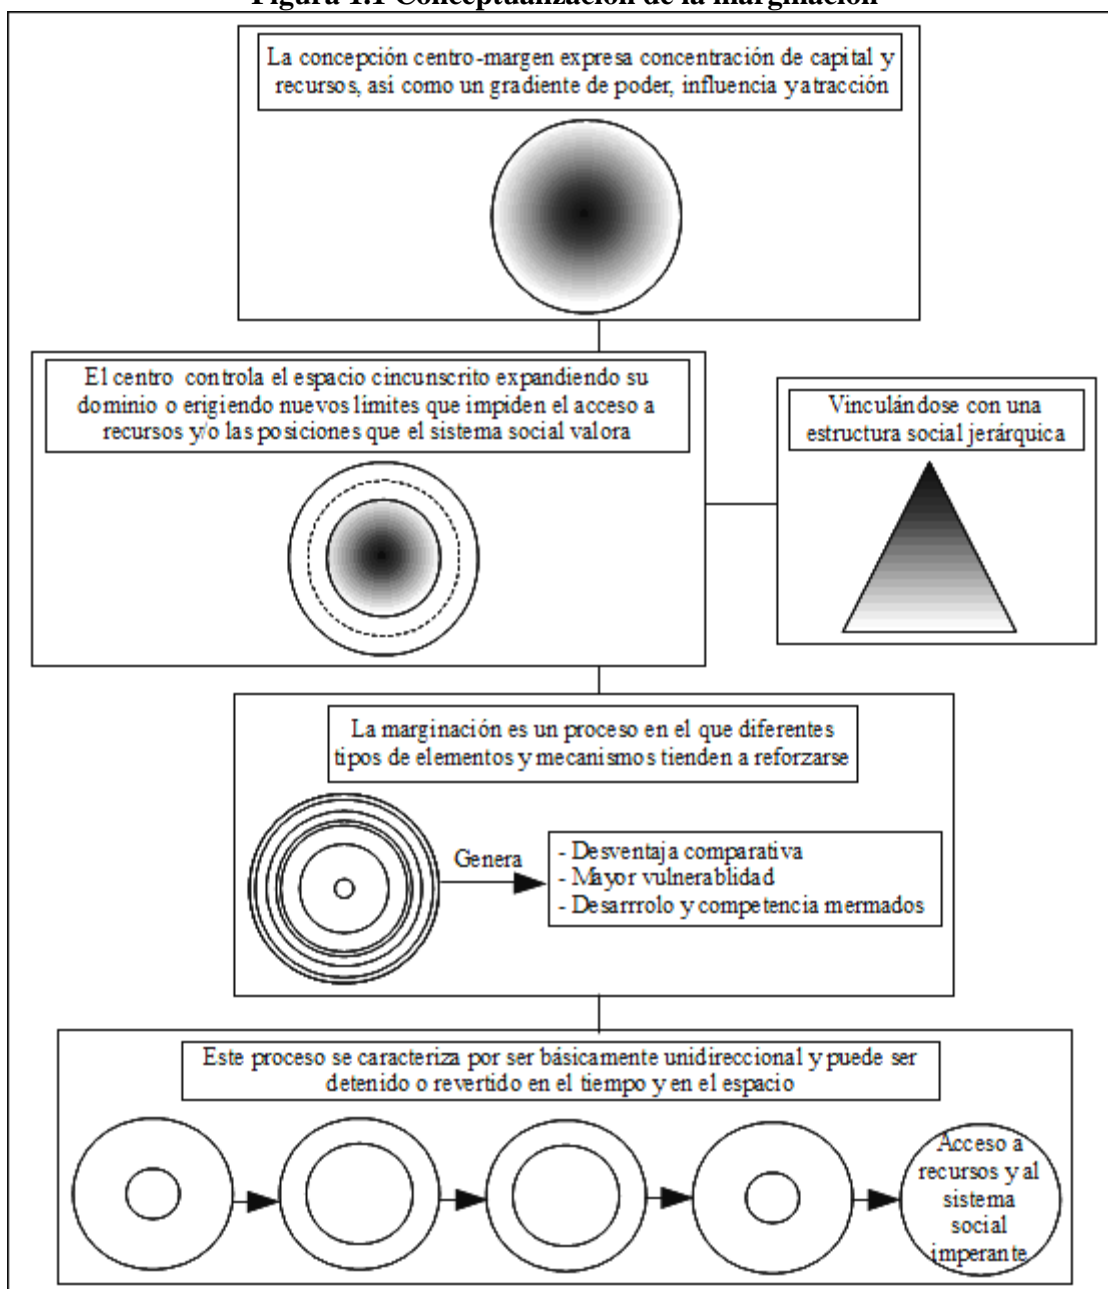 Figura 1.1 Conceptualización de la marginación
La concepción centro-margen expresa concentración de capital y
recursos, así como un gradiente de poder, influencia y atracción
El centro controla el espacio cincunscrito expandiendo su
dominio o erigiendo nuevos límites que impiden el acceso a
recursos y/o las posiciones que el sistema social valora
Vinculándose con una
estructura social jerárquica
La marginación es un proceso en el que diferentes
tipos de elementos y mecanismos tienden a reforzarse
Genera
- Desventaja comparativa
- Mayor vulnerablidad
- Desarrrolo y competencia mermados
Este proceso se caracteriza por ser básicamente unidireccional y puede ser
detenido o revertido en el tiempo y en el espacio
Acceso a
recursos y al
sistema
social
imperante